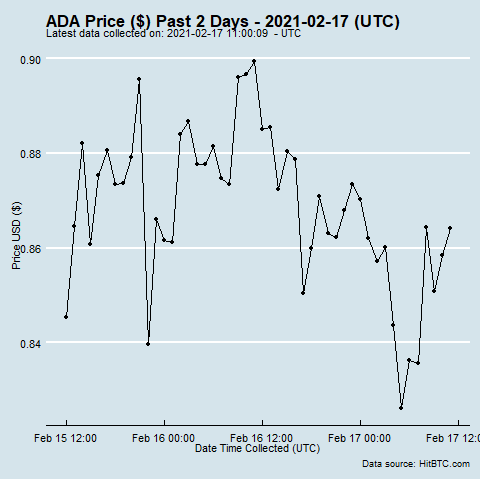 ADA Price ($) Past 2 Days - 2021-02-17 (UTC)
Latest data collected on: 2021-02-17 11:00:09 - UTC
0.90
0.88
0.86
0.84
Price USD ($)
Feb 15 12:00 Feb 16 00:00 Feb 16 12:00 Feb 17 00:00 Feb 17 12:
Date Time Collected (UTC)
Data source: HitBTC.com